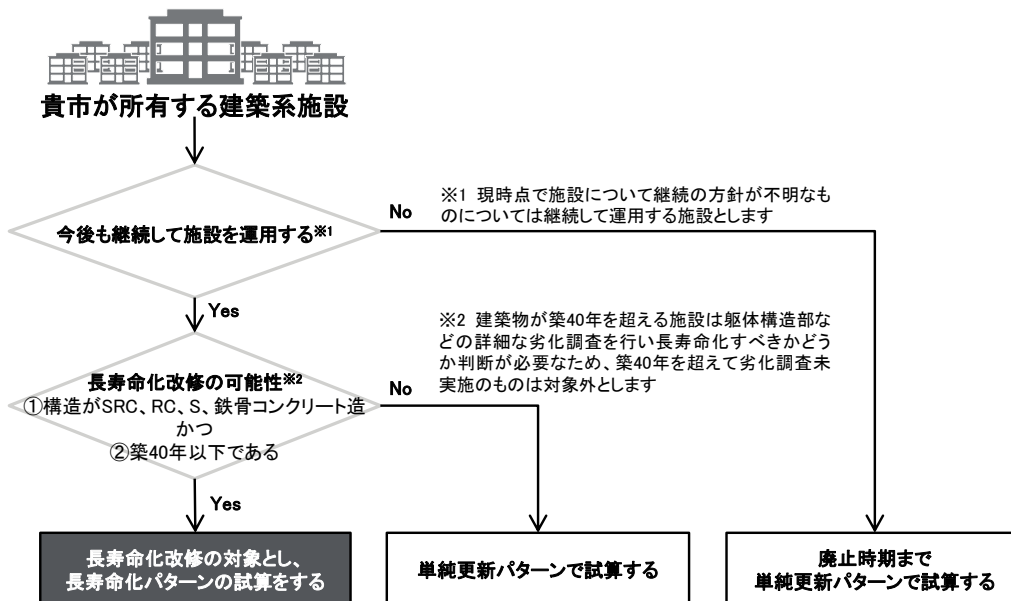 貴市が所有する建築系施設
今後も継続して施設を運用する※1
No
※1 現時点で施設について継続の方針が不明なも
のについては継続して運用する施設とします
Yes
長寿命化改修の可能性※2
①構造がSRC、RC、S、鉄骨コンクリート造
かつ
②築40年以下である
No
※2 建築物が築40年を超える施設は躯体構造部な
どの詳細な劣化調査を行い長寿命化すべきかどう
か判断が必要なため、築40年を超えて劣化調査未
実施のものは対象外とします
Yes
長寿命化改修の対象とし、
長寿命化パターンの試算をする
単純更新パターンで試算する
廃止時期まで
単純更新パターンで試算する